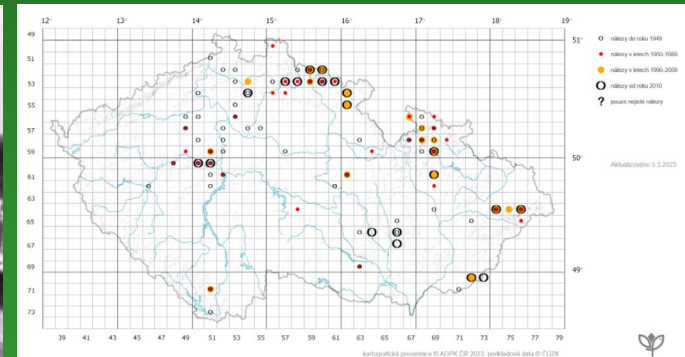 12° 13° 14° 15° 16° 17° 18° 19°
49
51
53
55
57
59
61
63
65
67
69
71
73
51°
50°
49°
39 41 43 45 47 49 51 53 55 57 59 61 63 65 67 69 71 73 75 77 79
nálezy do roku 1949
nálezy v letech 1950-1989
nálezy v letech 1990-2009
nálezy od roku 2010
? pouze nejisté nálezy
Aktualizováno 5.3.2023
kartografická prezentace © AOPK ČR 2023, podkladová data © ČÚZK